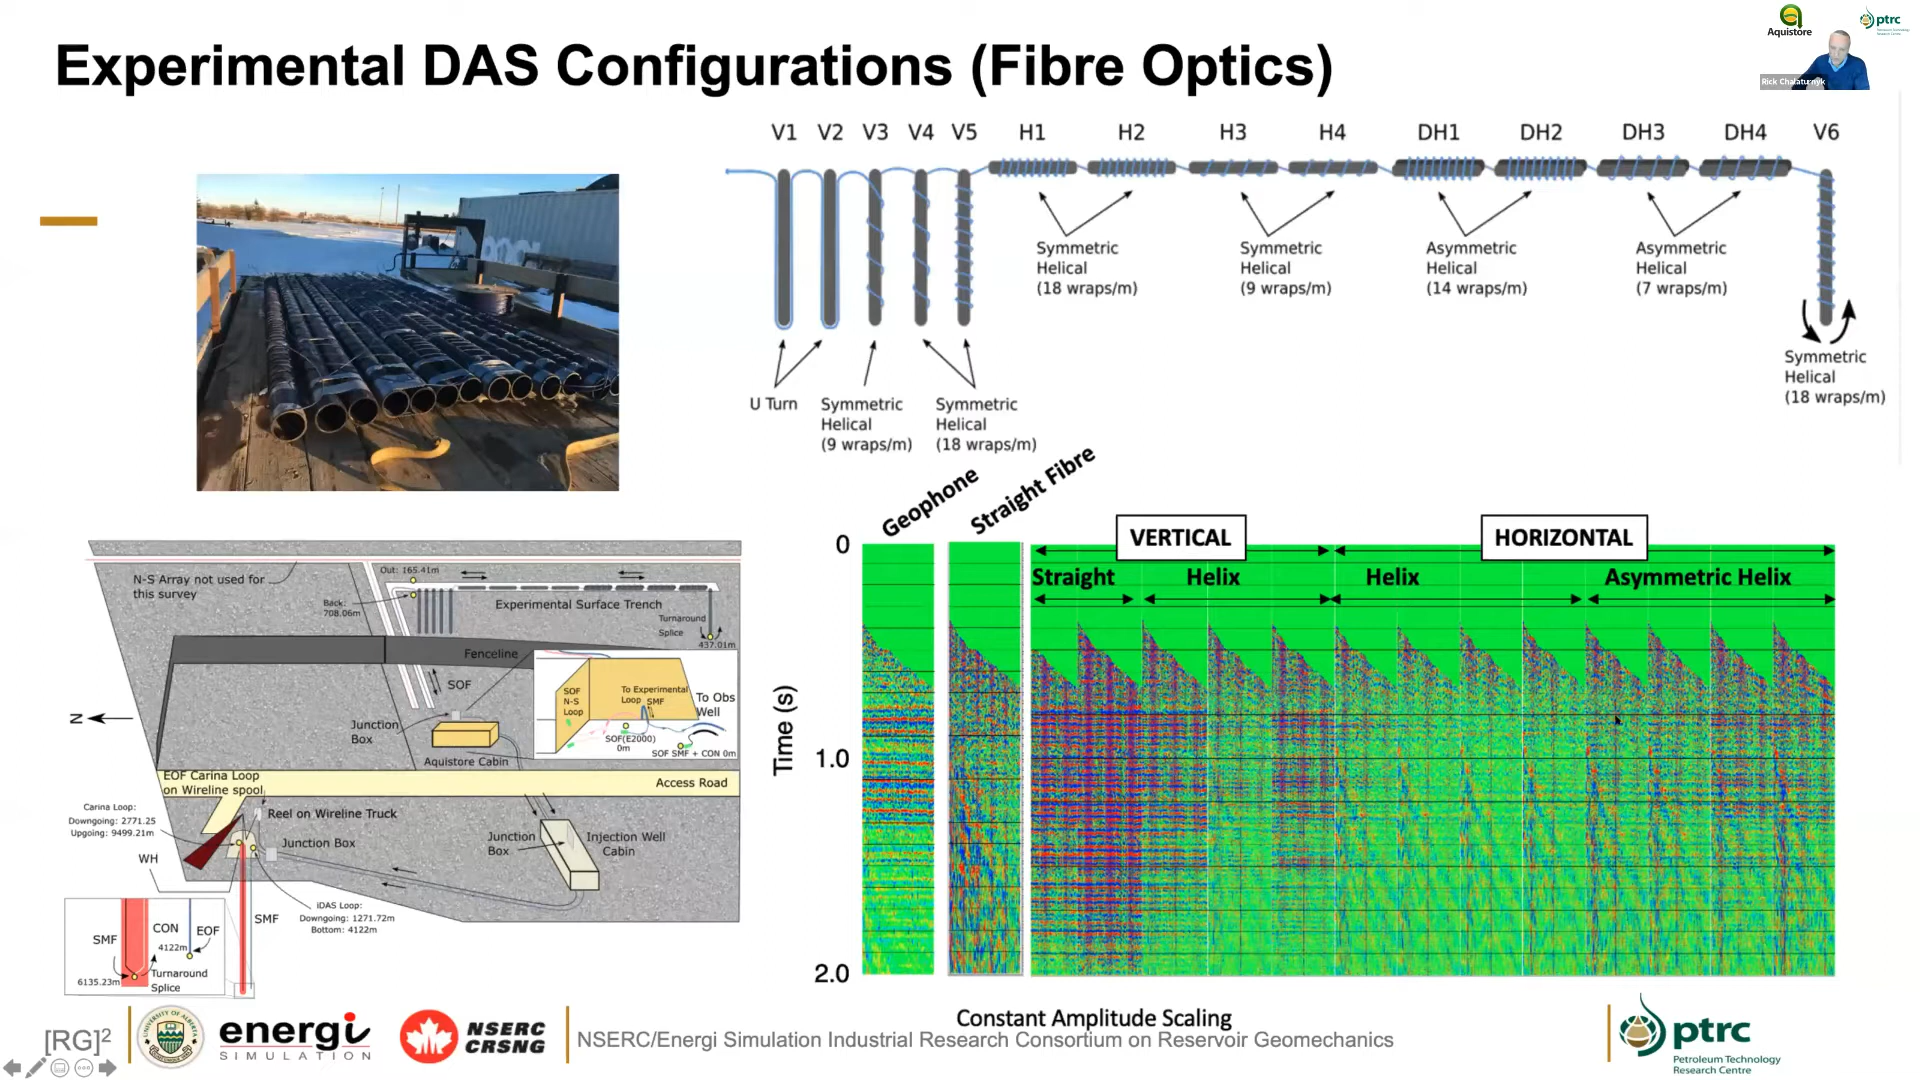 Experimental DAS Configurations (Fibre Optics)
Aquistore
ptrc
Rick Chalaturnyk
V1 V2 V3 V4 V5 H1 H2 H3 H4 DH1 DH2 DH3 DH4 V6
Symmetric
Helical
(18 wraps/m)
Symmetric
Helical
(9 wraps/m)
Asymmetric
Helical
(14 wraps/m)
Asymmetric
Helical
(7 wraps/m)
Symmetric
Helical
(18 wraps/m)
U Turn
Symmetric
Helical
(9 wraps/m)
Symmetric
Helical
(18 wraps/m)
N-S Array not used for
this survey
Out: 165.41m
Back:
708.06m
Experimental Surface Trench
Turnaround
Splice
437.01m
Fenceline
SOF
N
Junction
Box
Aquistore Cabin
SOF
N-S
Loop
To Experimental
Loop
SMF
To Obs
Well
SOF(E2000)
0m
SOF SMF + CON 0m
EOF Carina Loop
on Wireline spool
Access Road
Carina Loop:
Downgoing: 2771.25
Upgoing: 9499.21m
Reel on Wireline Truck
Junction Box
Junction
Box
Injection Well
Cabin
WH
iDAS Loop:
Downgoing: 1271.72m
Bottom: 4122m
SMF
SMF
CON
EOF
4122m
6135.23m
Turnaround
Splice
Geophone
Straight Fibre
VERTICAL
HORIZONTAL
Straight
Helix
Helix
Asymmetric Helix
Time (s)
0
1.0
2.0
Constant Amplitude Scaling
[RG]²
UNIVERSITY OF ALBERTA
energi
SIMULATION
NSERC
CRSNG
NSERC/Energi Simulation Industrial Research Consortium on Reservoir Geomechanics
ptrc
Petroleum Technology
Research Centre